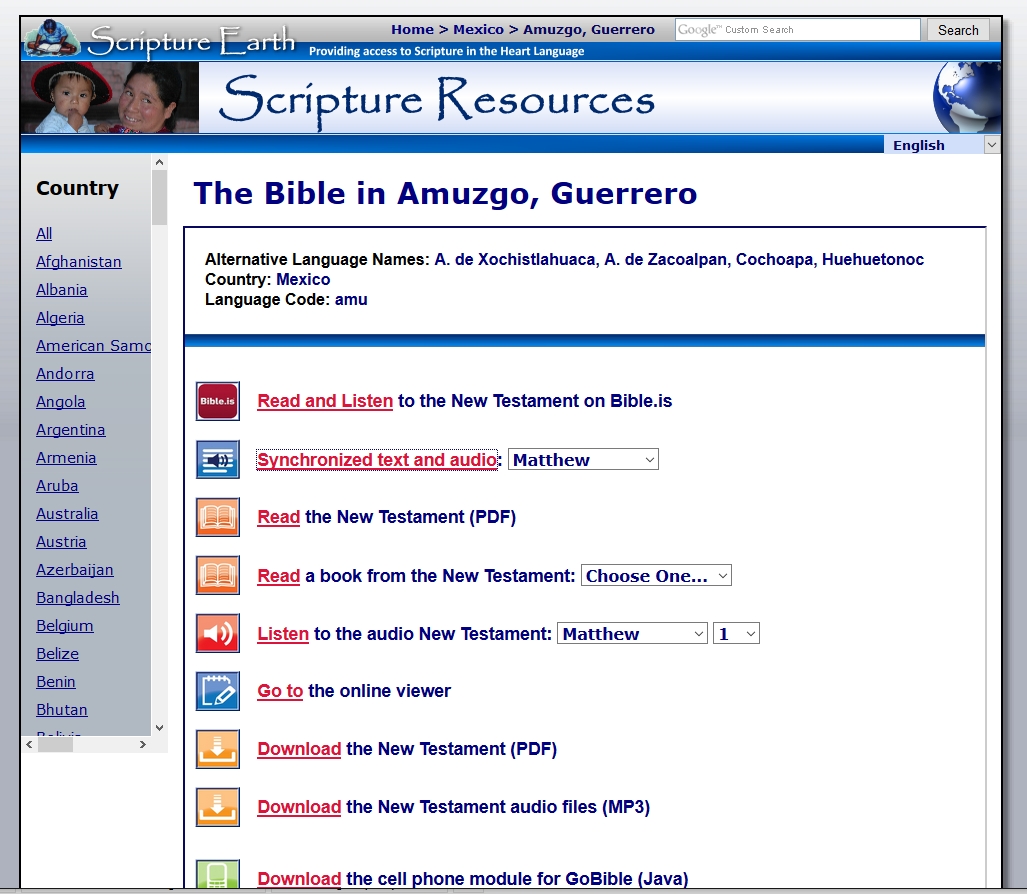 Scripture Earth
Home > Mexico > Amuzgo, Guerrero
Google™ Custom Search
Search
Providing access to Scripture in the Heart Language
Scripture Resources
English
Country
All
Afghanistan
Albania
Algeria
American Samo
Andorra
Angola
Argentina
Armenia
Aruba
Australia
Austria
Azerbaijan
Bangladesh
Belgium
Belize
Benin
Bhutan
The Bible in Amuzgo, Guerrero
Alternative Language Names: A. de Xochistlahuaca, A. de Zacoalpan, Cochoapa, Huehuetonoc
Country: Mexico
Language Code: amu
Bible.is Read and Listen to the New Testament on Bible.is
Synchronized text and audio: Matthew
Read the New Testament (PDF)
Read a book from the New Testament: Choose One...
Listen to the audio New Testament: Matthew 1
Go to the online viewer
Download the New Testament (PDF)
Download the New Testament audio files (MP3)
Download the cell phone module for GoBible (Java)